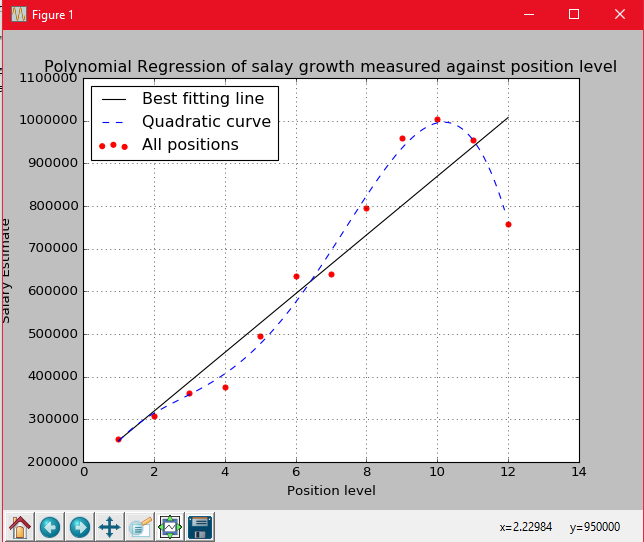 Figure 1
Polynomial Regression of salay growth measured against position level
1100000
1000000
900000
800000
700000
600000
500000
400000
300000
200000
Best fitting line
Quadratic curve
All positions
Salary Estimate
0 2 4 6 8 10 12 14
Position level
x=2.22984 y=950000